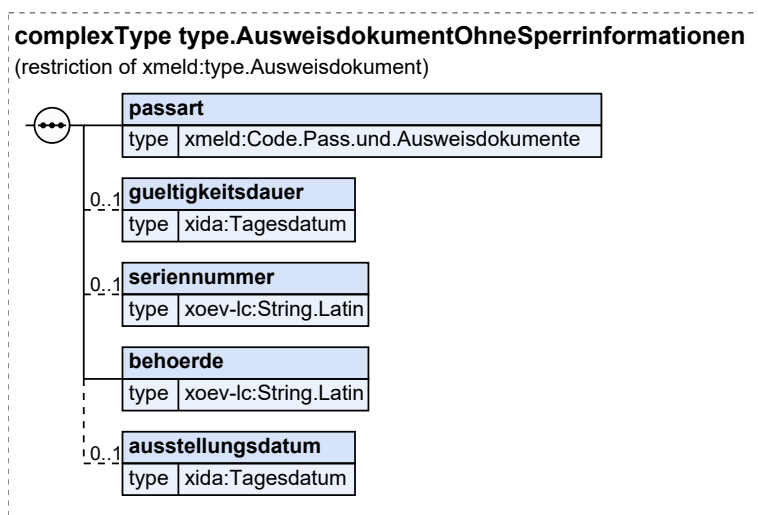 complexType type.AusweisdokumentOhneSperrinformationen
(restriction of xmeld:type.Ausweisdokument)
passart
type xmeld:Code.Pass.und.Ausweisdokumente
0..1 gueltigkeitsdauer
type xida:Tagesdatum
0..1 seriennummer
type xoev-lc:String.Latin
behoerde
type xoev-lc:String.Latin
0..1 ausstellungsdatum
type xida:Tagesdatum